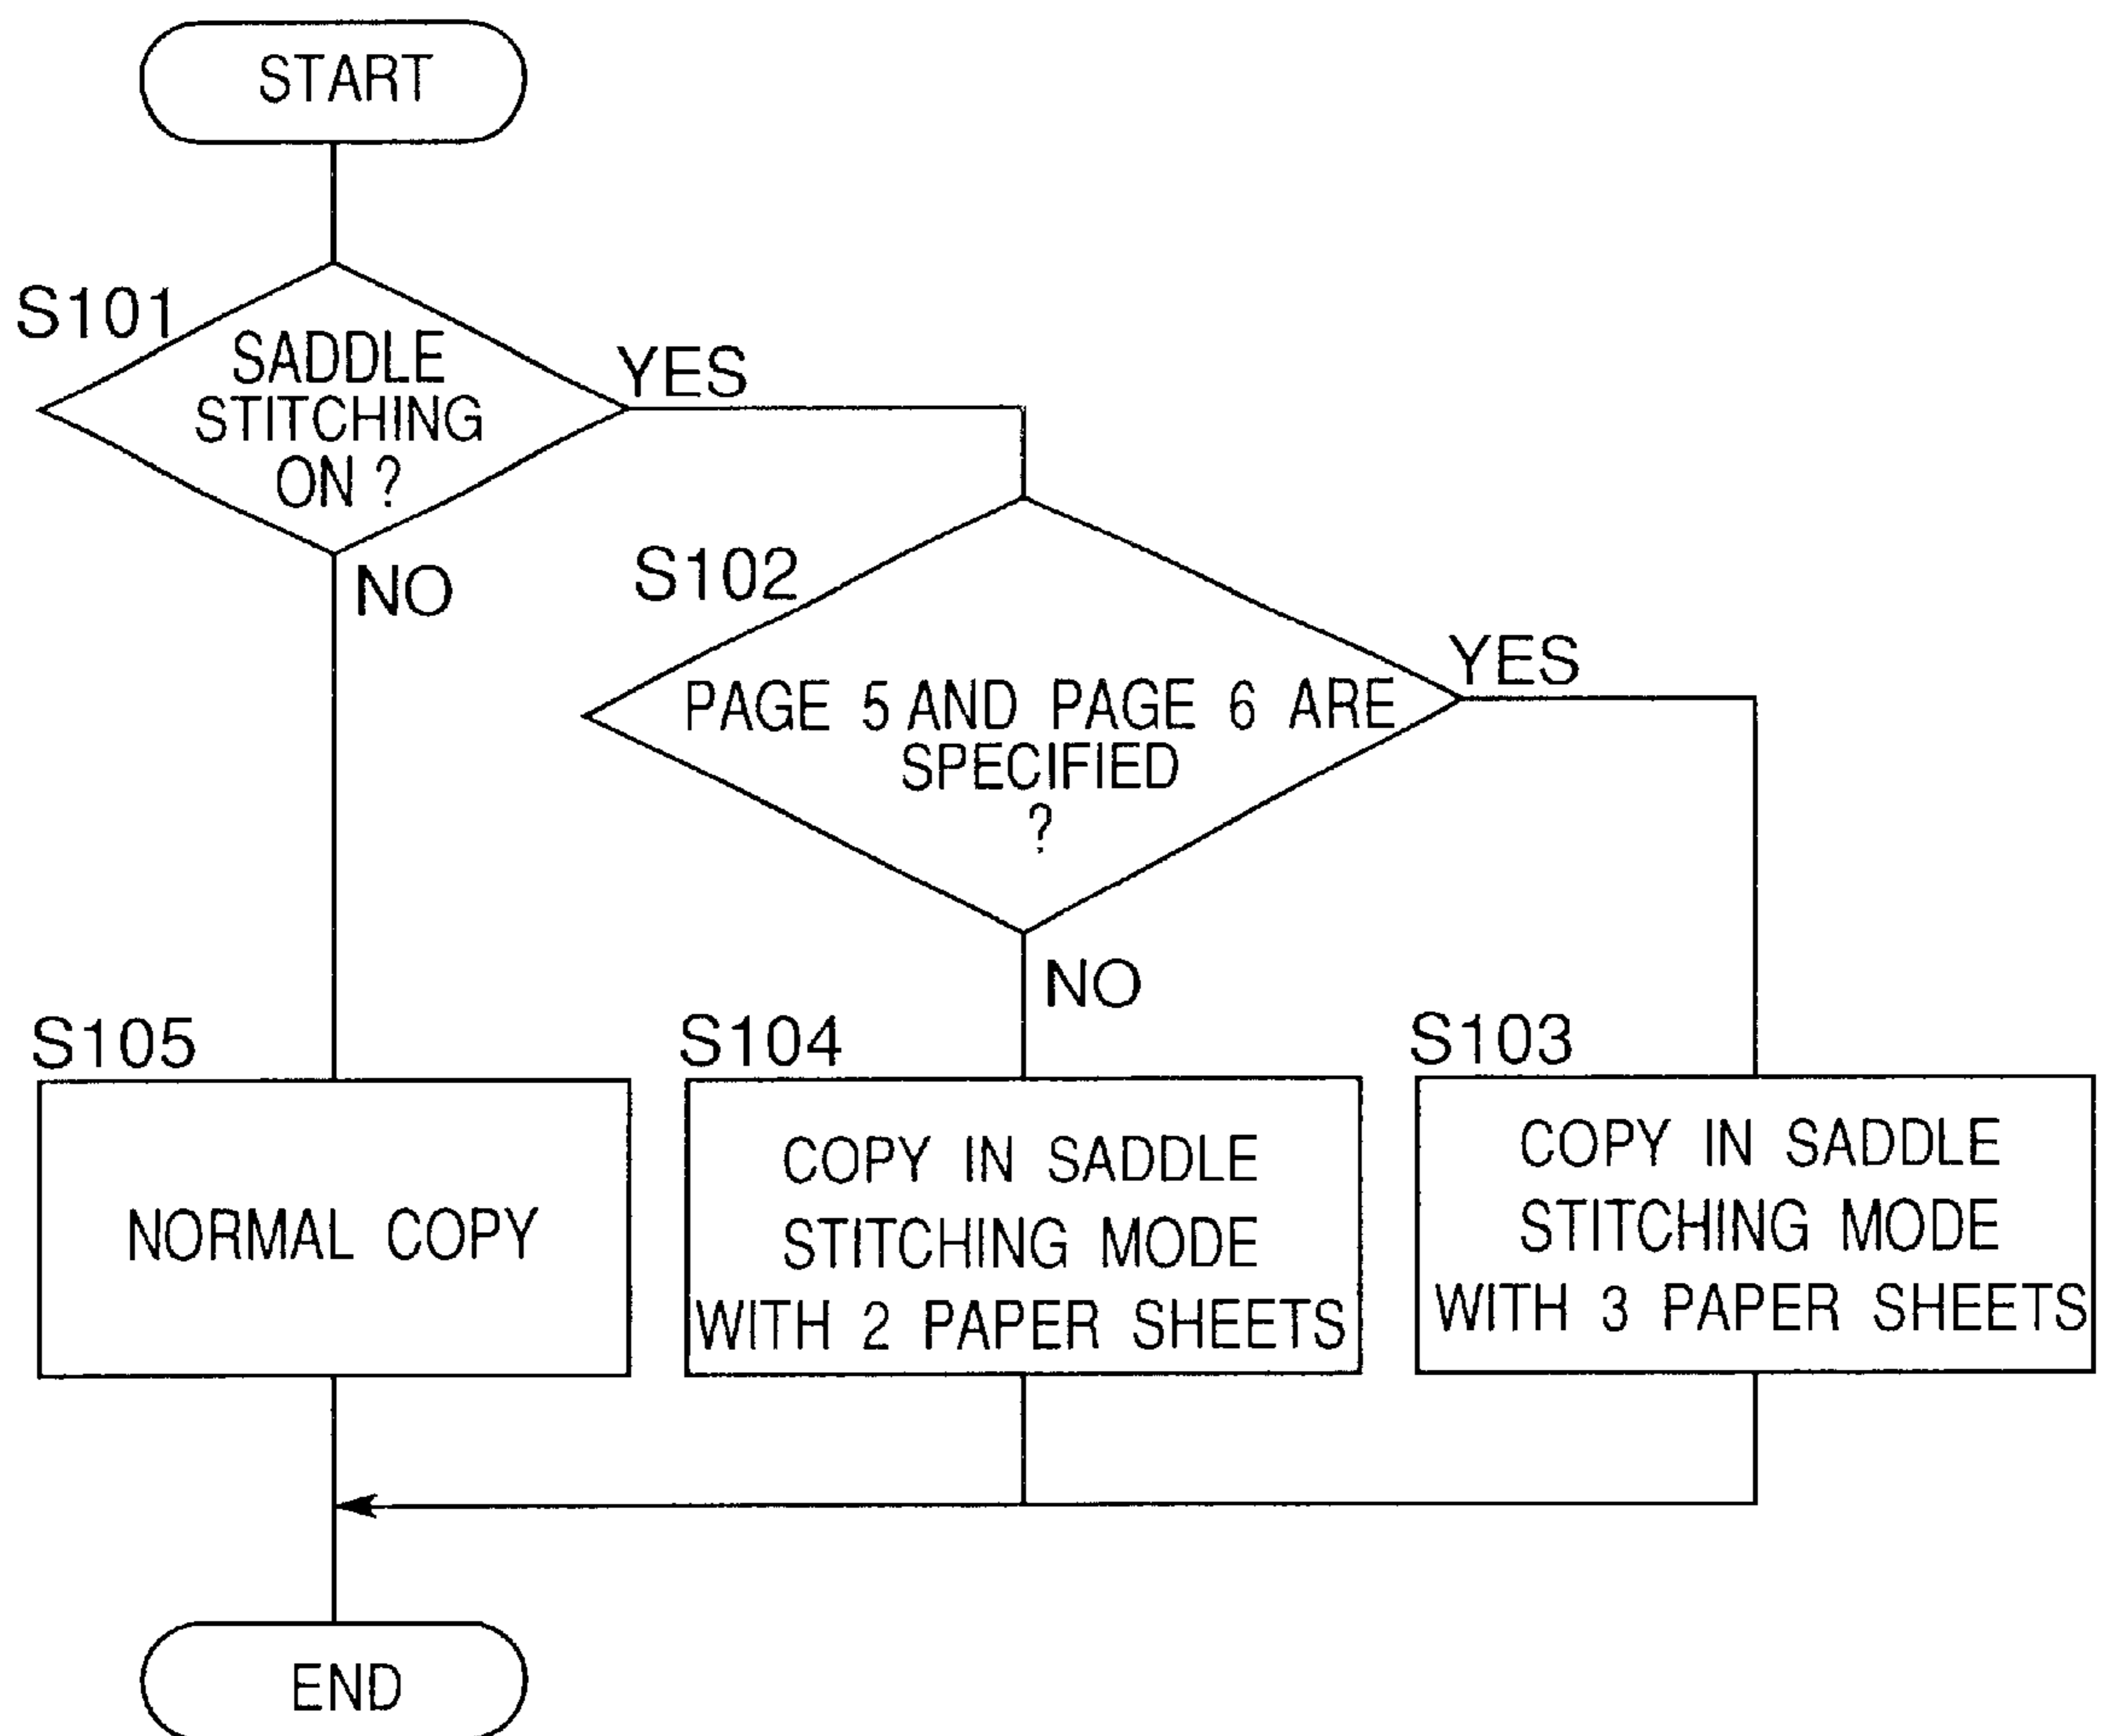 START
S101
SADDLE
STITCHING
ON ?
YES
NO
S102
PAGE 5 AND PAGE 6 ARE
SPECIFIED
?
YES
NO
S105
NORMAL COPY
S104
COPY IN SADDLE
STITCHING MODE
WITH 2 PAPER SHEETS
S103
COPY IN SADDLE
STITCHING MODE
WITH 3 PAPER SHEETS
END